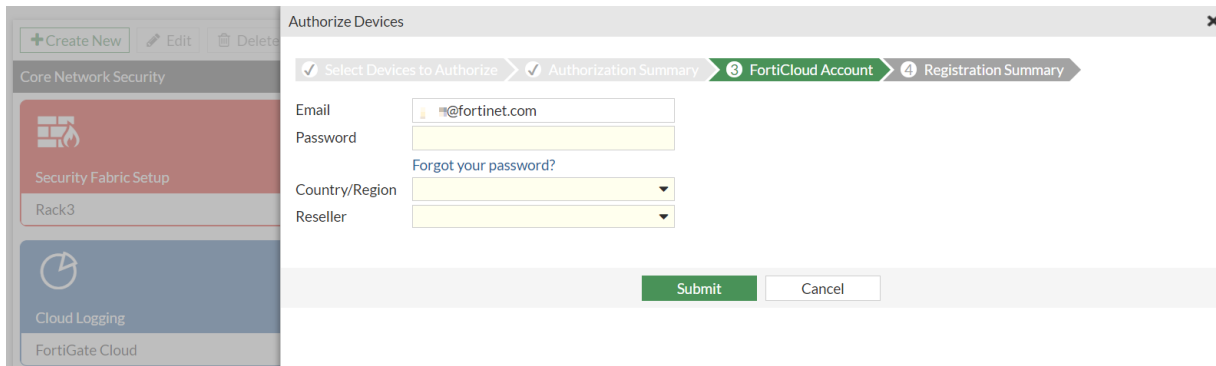 Authorize Devices
Create New Edit Delete
Core Network Security
Security Fabric Setup
Rack3
Cloud Logging
FortiGate Cloud
Select Devices to Authorize Authorization Summary 3 FortiCloud Account 4 Registration Summary
Email @fortinet.com
Password
Forgot your password?
Country/Region
Reseller
Submit Cancel